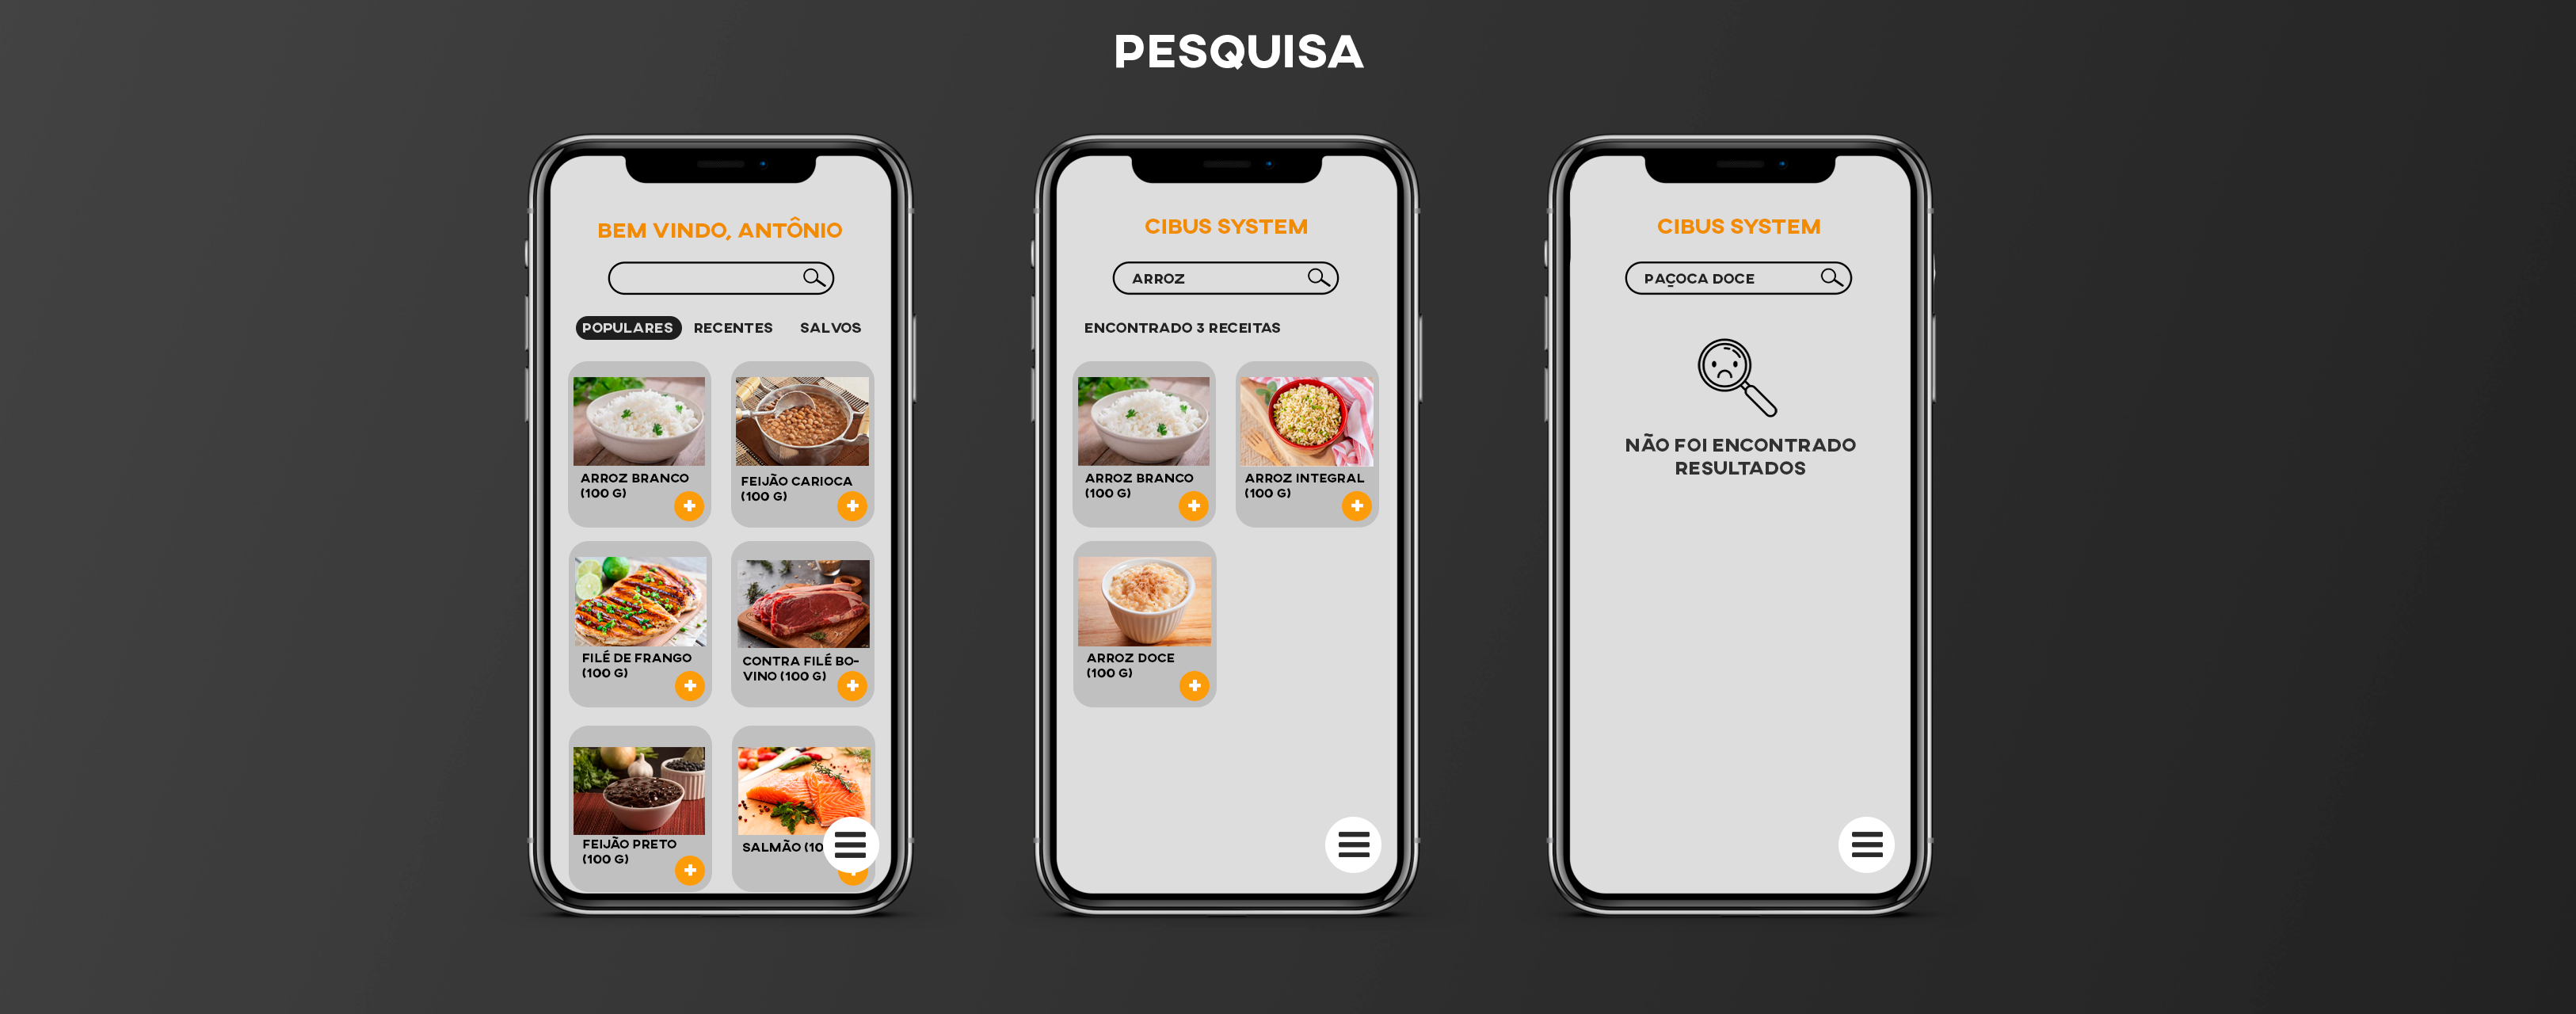 PESQUISA
BEM VINDO, ANTÔNIO
POPULARES RECENTES SALVOS
ARROZ BRANCO
(100 G)
FEIJÃO CARIOCA
(100 G)
FILÉ DE FRANGO
(100 G)
CONTRA FILÉ BO-
VINO (100 G)
FEIJÃO PRETO
(100 G)
SALMÃO (10
CIBUS SYSTEM
ARROZ
ENCONTRADO 3 RECEITAS
ARROZ BRANCO
(100 G)
ARROZ INTEGRAL
(100 G)
ARROZ DOCE
(100 G)
CIBUS SYSTEM
PAÇOCA DOCE
NÃO FOI ENCONTRADO
RESULTADOS